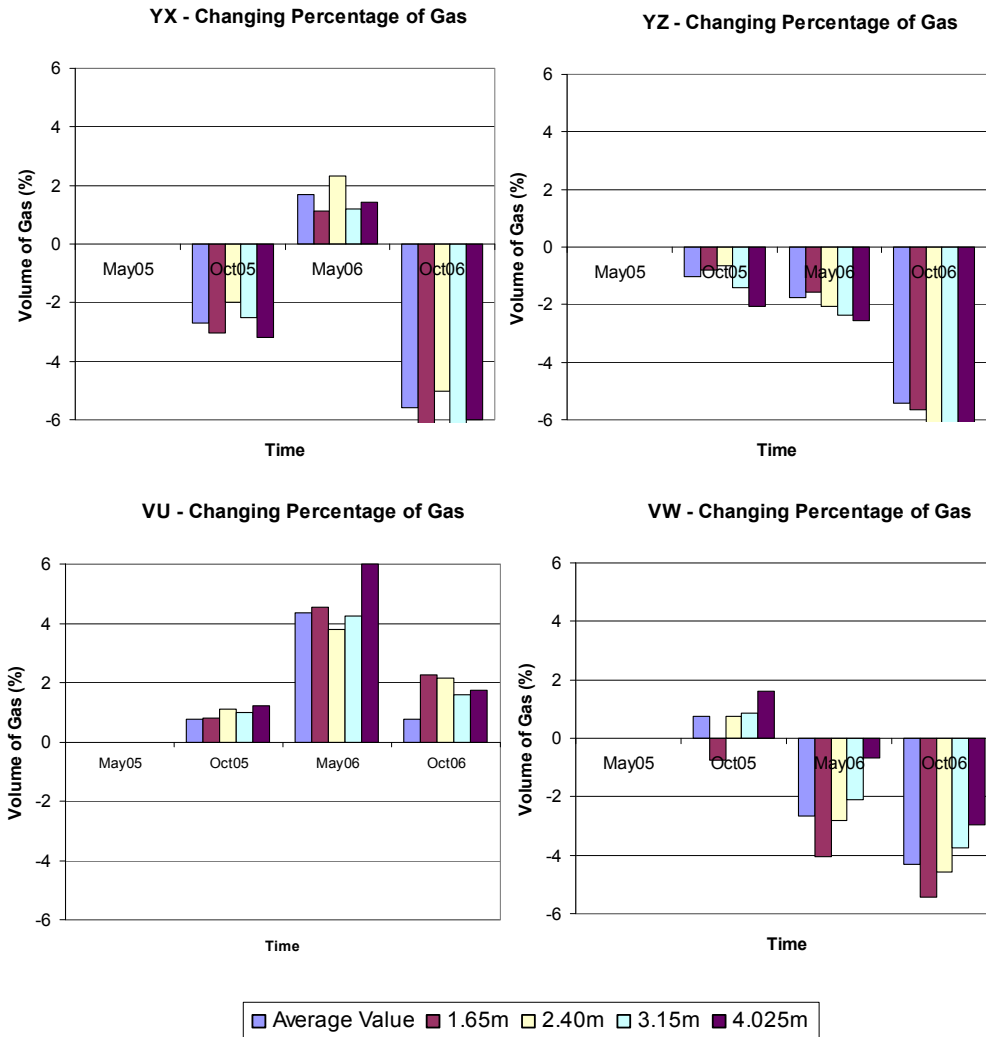 YX - Changing Percentage of Gas
6
4
2
0
-2
-4
-6
Volume of Gas (%)
May05 Oct05 May06 Oct06
Time
YZ - Changing Percentage of Gas
6
4
2
0
-2
-4
-6
Volume of Gas (%)
May05 Oct05 May06 Oct06
Time
VU - Changing Percentage of Gas
6
4
2
0
-2
-4
-6
Volume of Gas (%)
May05 Oct05 May06 Oct06
Time
VW - Changing Percentage of Gas
6
4
2
0
-2
-4
-6
Volume of Gas (%)
May05 Oct05 May06 Oct06
Time
Average Value 1.65m 2.40m 3.15m 4.025m